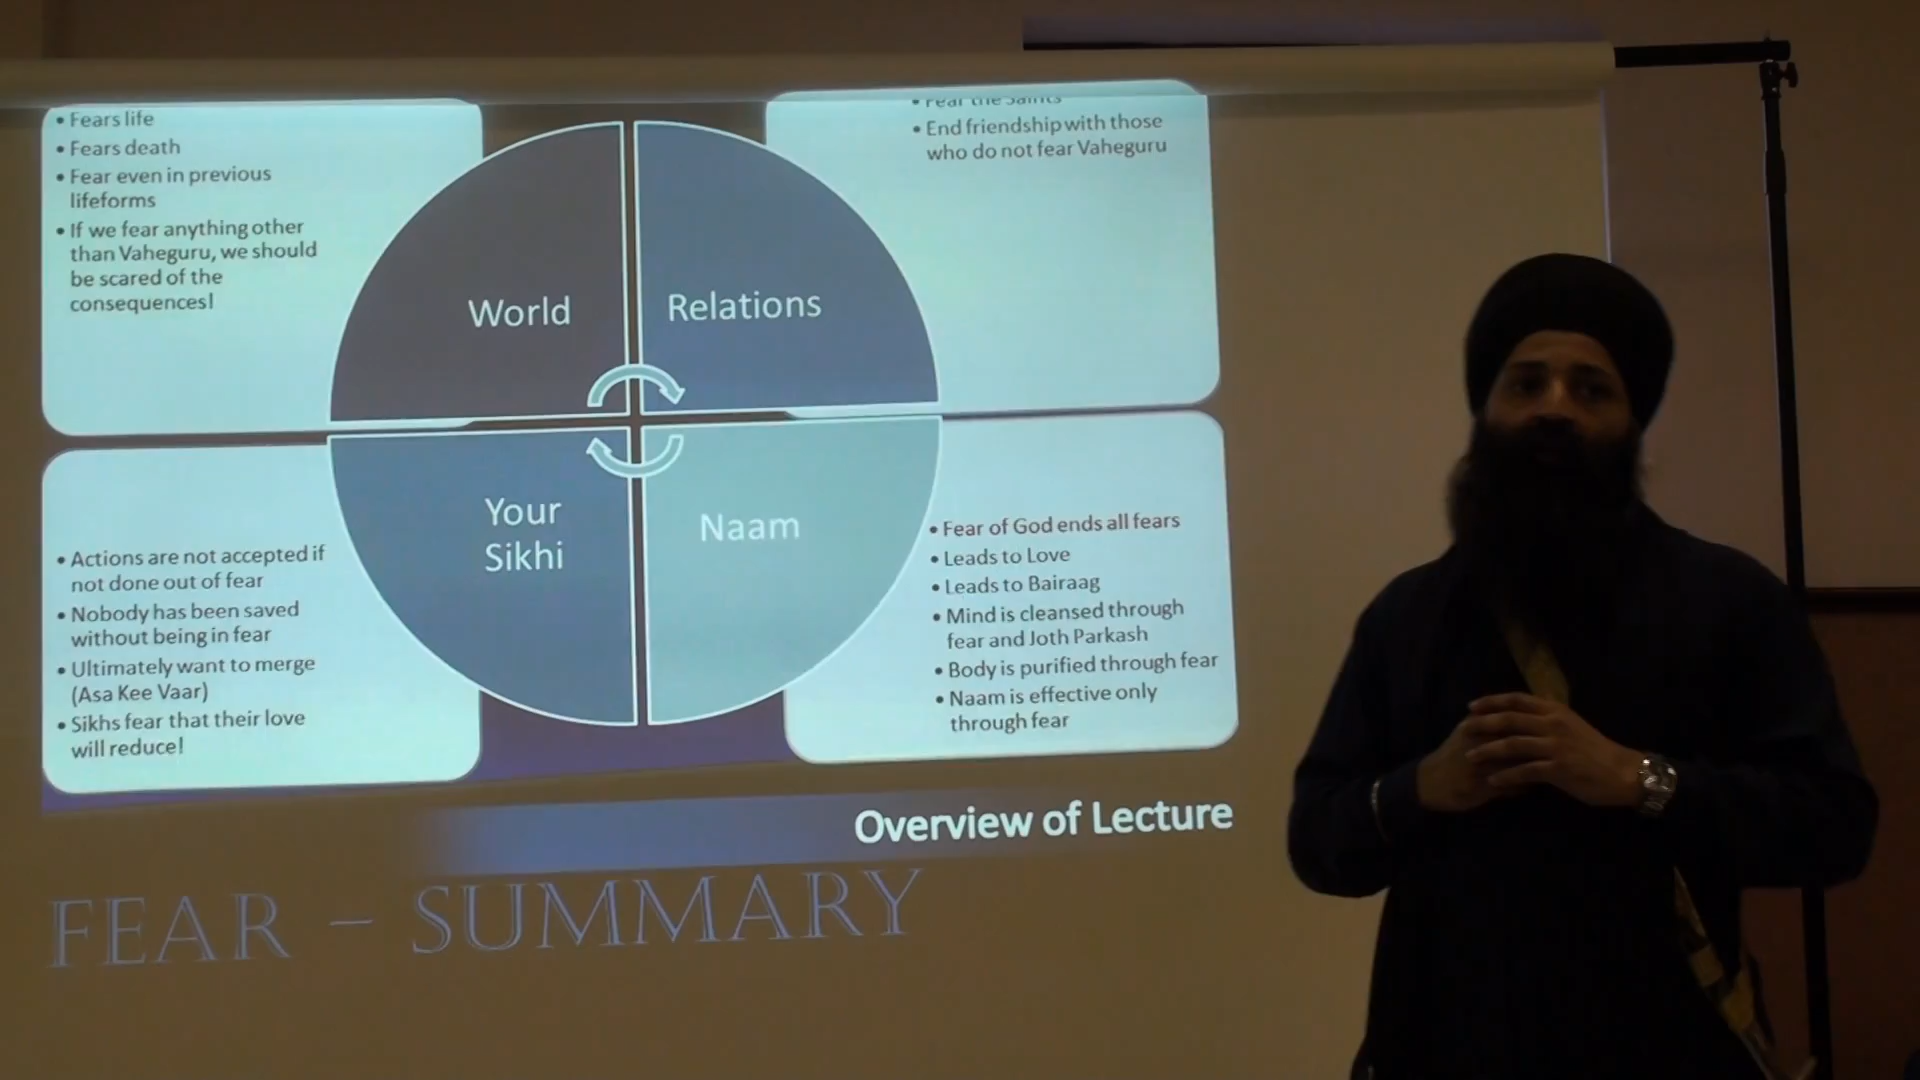 • Fears life
• Fears death
• Fear even in previous
lifeforms
• If we fear anything other
than Vaheguru, we should
be scared of the
consequences!
• Fear the Saints
• End friendship with those
who do not fear Vaheguru
World
Relations
Your
Sikhi
Naam
• Actions are not accepted if
not done out of fear
• Nobody has been saved
without being in fear
• Ultimately want to merge
(Asa Kee Vaar)
• Sikhs fear that their love
will reduce!
• Fear of God ends all fears
• Leads to Love
• Leads to Bairaag
• Mind is cleansed through
fear and Joth Parkash
• Body is purified through fear
• Naam is effective only
through fear
Overview of Lecture
FEAR – SUMMARY